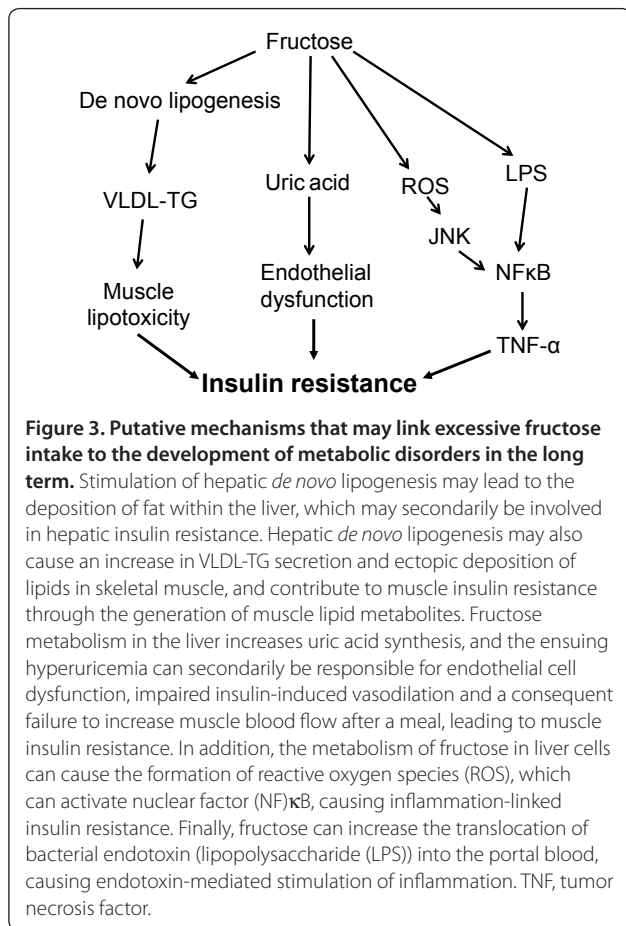 Fructose
De novo lipogenesis
VLDL-TG
Uric acid
ROS
LPS
JNK
Muscle
lipotoxicity
Endothelial
dysfunction
NFκB
TNF-α
Insulin resistance
Figure 3. Putative mechanisms that may link excessive fructose
intake to the development of metabolic disorders in the long
term. Stimulation of hepatic de novo lipogenesis may lead to the
deposition of fat within the liver, which may secondarily be involved
in hepatic insulin resistance. Hepatic de novo lipogenesis may also
cause an increase in VLDL-TG secretion and ectopic deposition of
lipids in skeletal muscle, and contribute to muscle insulin resistance
through the generation of muscle lipid metabolites. Fructose
metabolism in the liver increases uric acid synthesis, and the ensuing
hyperuricemia can secondarily be responsible for endothelial cell
dysfunction, impaired insulin-induced vasodilation and a consequent
failure to increase muscle blood flow after a meal, leading to muscle
insulin resistance. In addition, the metabolism of fructose in liver cells
can cause the formation of reactive oxygen species (ROS), which
can activate nuclear factor (NF)κB, causing inflammation-linked
insulin resistance. Finally, fructose can increase the translocation of
bacterial endotoxin (lipopolysaccharide (LPS)) into the portal blood,
causing endotoxin-mediated stimulation of inflammation. TNF, tumor
necrosis factor.